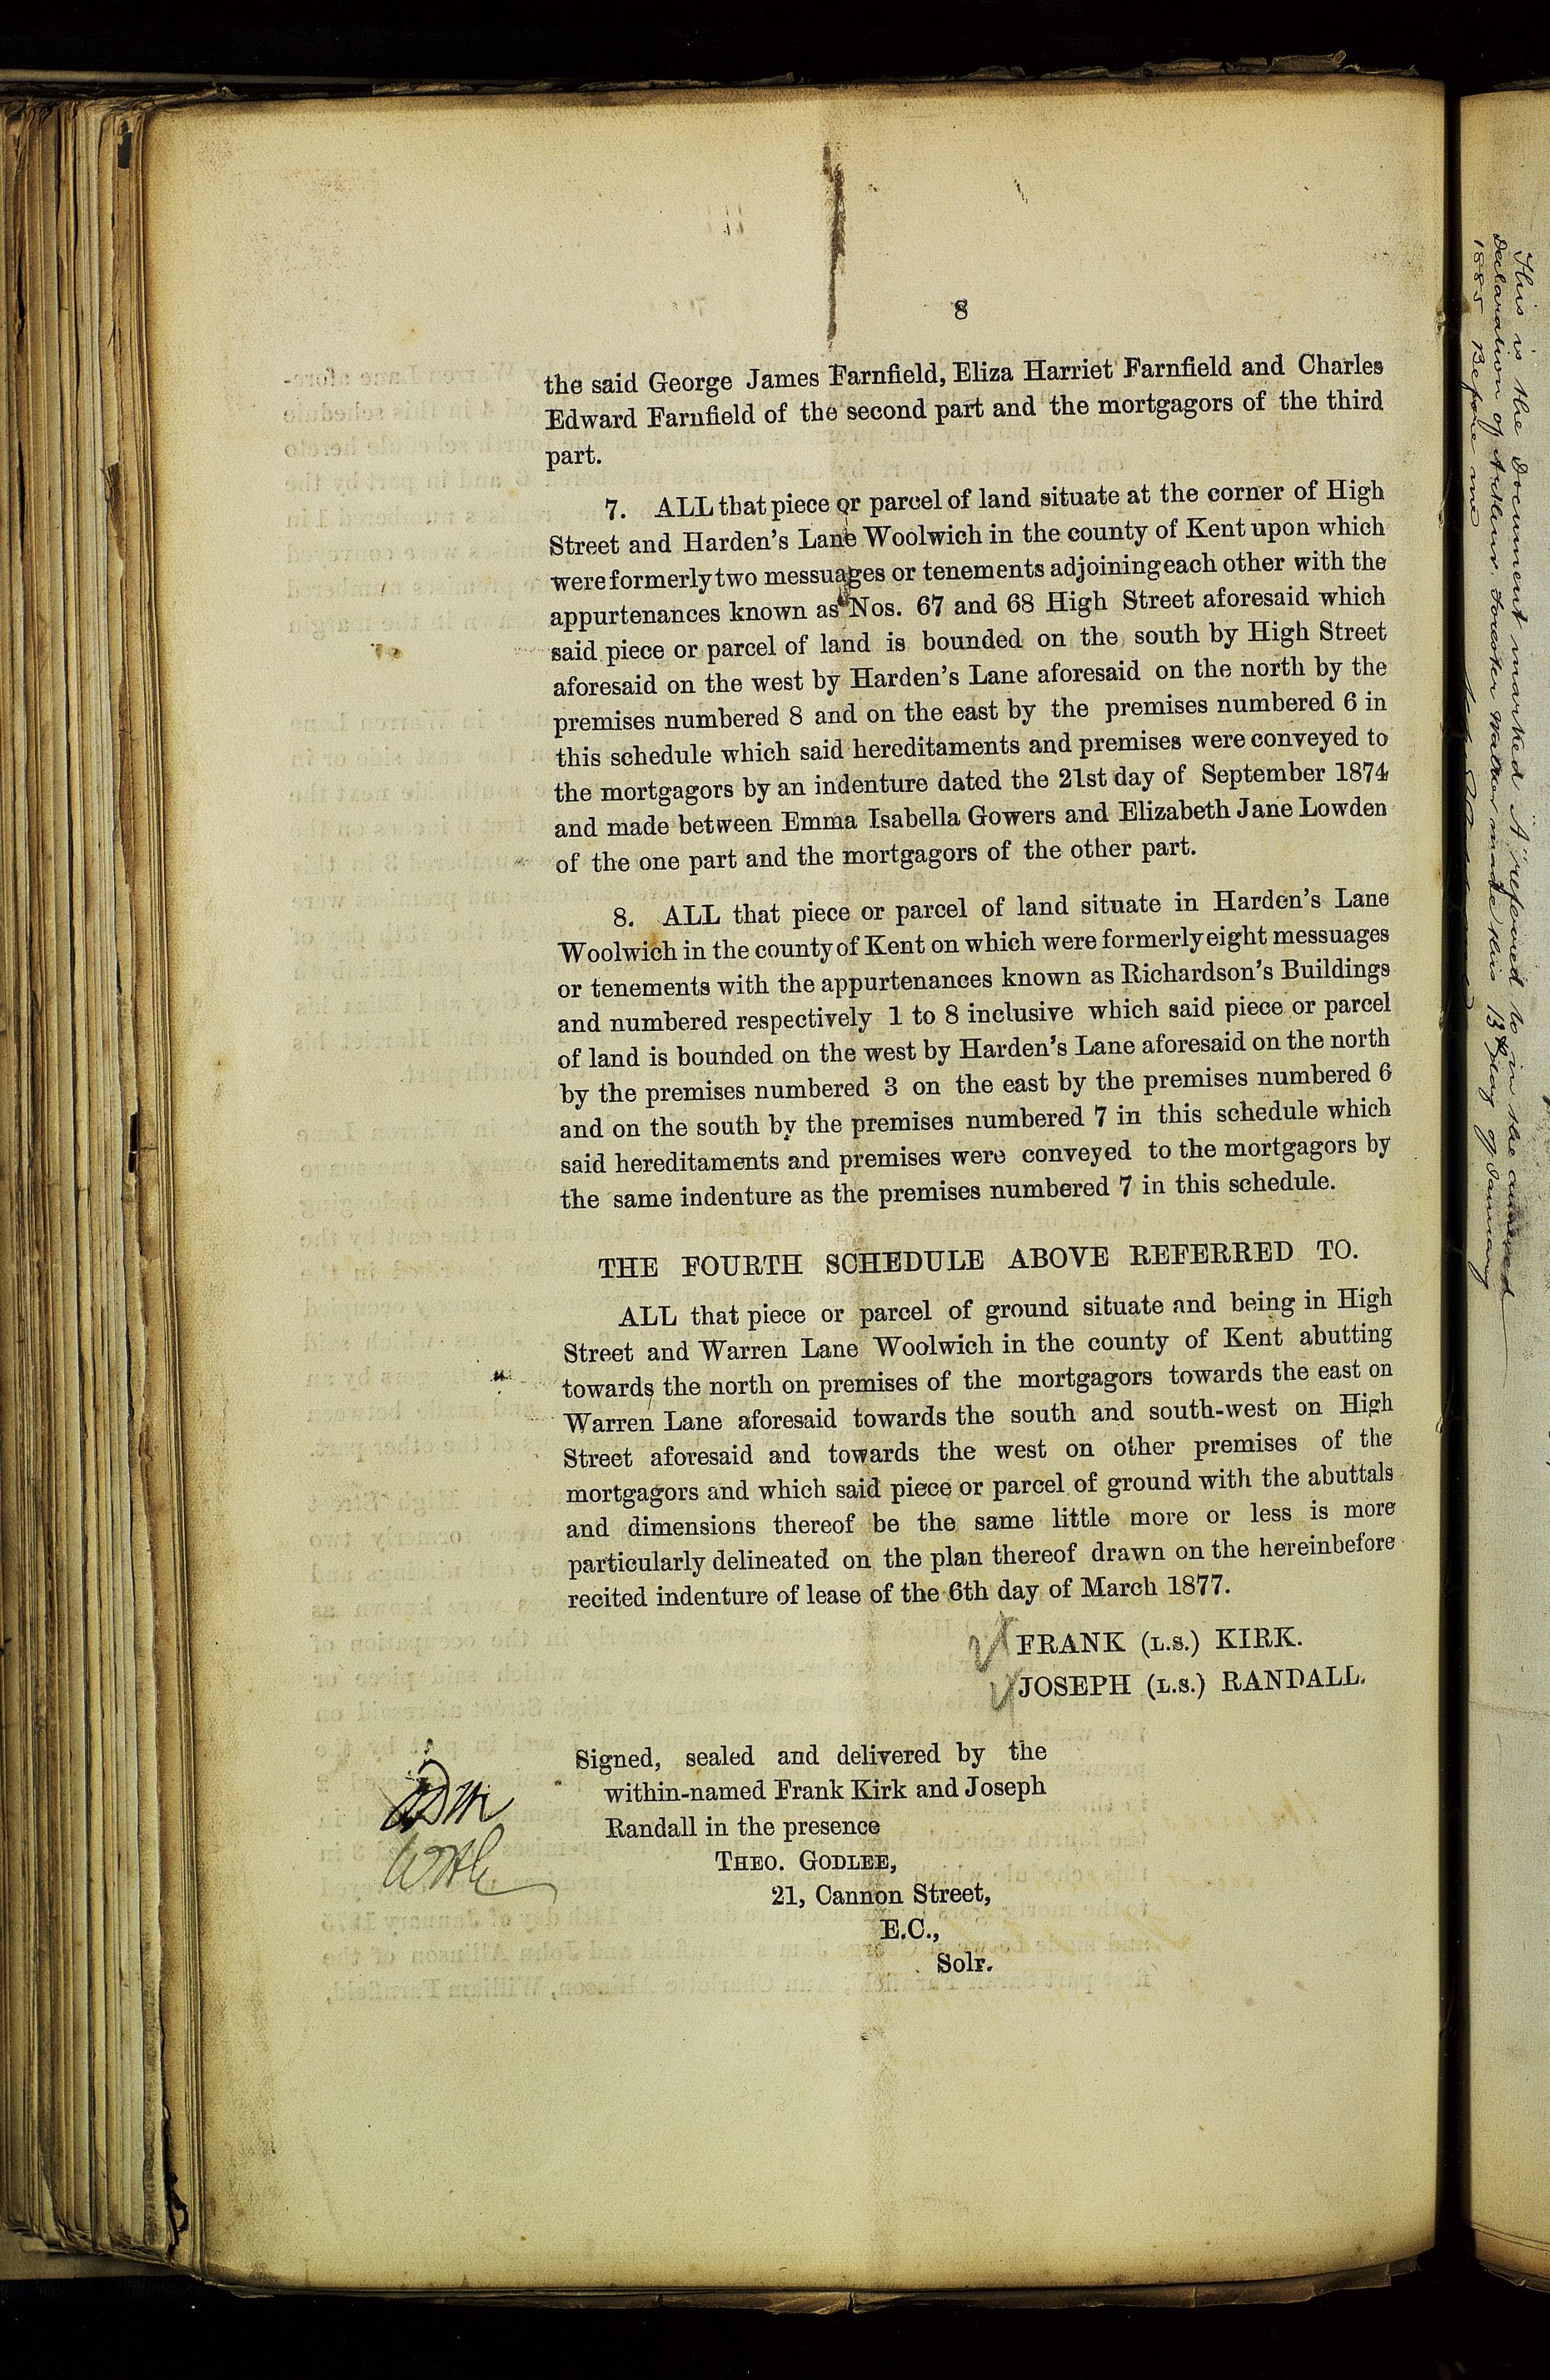 8
the said George James Farnfield, Eliza Harriet Farnfield and Charles
Edward Farnfield of the second part and the mortgagors of the third
part.
7. ALL that piece or parcel of land situate at the corner of High
Street and Harden's Lane Woolwich in the county of Kent upon which
were formerly two messuages or tenements adjoining each other with the
appurtenances known as Nos. 67 and 68 High Street aforesaid which
said piece or parcel of land is bounded on the south by High Street
aforesaid on the west by Harden's Lane aforesaid on the north by the
premises numbered 8 and on the east by the premises numbered 6 in
this schedule which said hereditaments and premises were conveyed to
the mortgagors by an indenture dated the 21st day of September 1874
and made between Emma Isabella Gowers and Elizabeth Jane Lowden
of the one part and the mortgagors of the other part.
8. ALL that piece or parcel of land situate in Harden's Lane
Woolwich in the county of Kent on which were formerly eight messuages
or tenements with the appurtenances known as Richardson's Buildings
and numbered respectively 1 to 8 inclusive which said piece or parcel
of land is bounded on the west by Harden's Lane aforesaid on the north
by the premises numbered 3 on the east by the premises numbered 6
and on the south by the premises numbered 7 in this schedule which
said hereditaments and premises were conveyed to the mortgagors by
the same indenture as the premises numbered 7 in this schedule.
THE FOURTH SCHEDULE ABOVE REFERRED TO.
ALL that piece or parcel of ground situate and being in High
Street and Warren Lane Woolwich in the county of Kent abutting
towards the north on premises of the mortgagors towards the east on
Warren Lane aforesaid towards the south and south-west on High
Street aforesaid and towards the west on other premises of the
mortgagors and which said piece or parcel of ground with the abuttals
and dimensions thereof be the same little more or less is more
particularly delineated on the plan thereof drawn on the hereinbefore
recited indenture of lease of the 6th day of March 1877.
FRANK (L.S.) KIRK.
JOSEPH (L.S.) RANDALL.
Signed, sealed and delivered by the
within-named Frank Kirk and Joseph
Randall in the presence
THEO. GODLEE,
21, Cannon Street,
E.C.,
Solr.
This is the document marked "A" referred to in the annexed
declaration of Arthur Forester Walter made this 13th day of January
1885 Before me